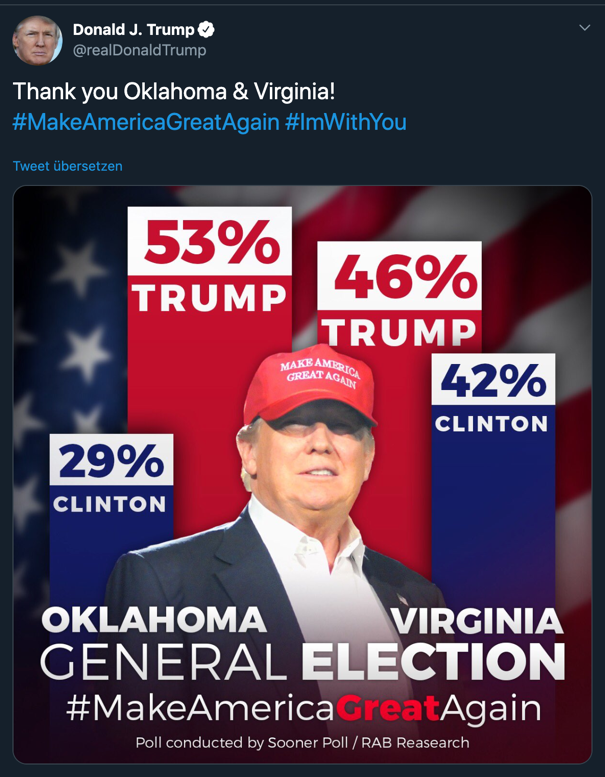 Donald J. Trump
@realDonaldTrump
Thank you Oklahoma & Virginia!
#MakeAmericaGreatAgain #ImWithYou
Tweet übersetzen
53%
TRUMP
46%
TRUMP
MAKE AMERICA
GREAT AGAIN
42%
CLINTON
29%
CLINTON
OKLAHOMA VIRGINIA
GENERAL ELECTION
#MakeAmericaGreatAgain
Poll conducted by Sooner Poll / RAB Reasearch